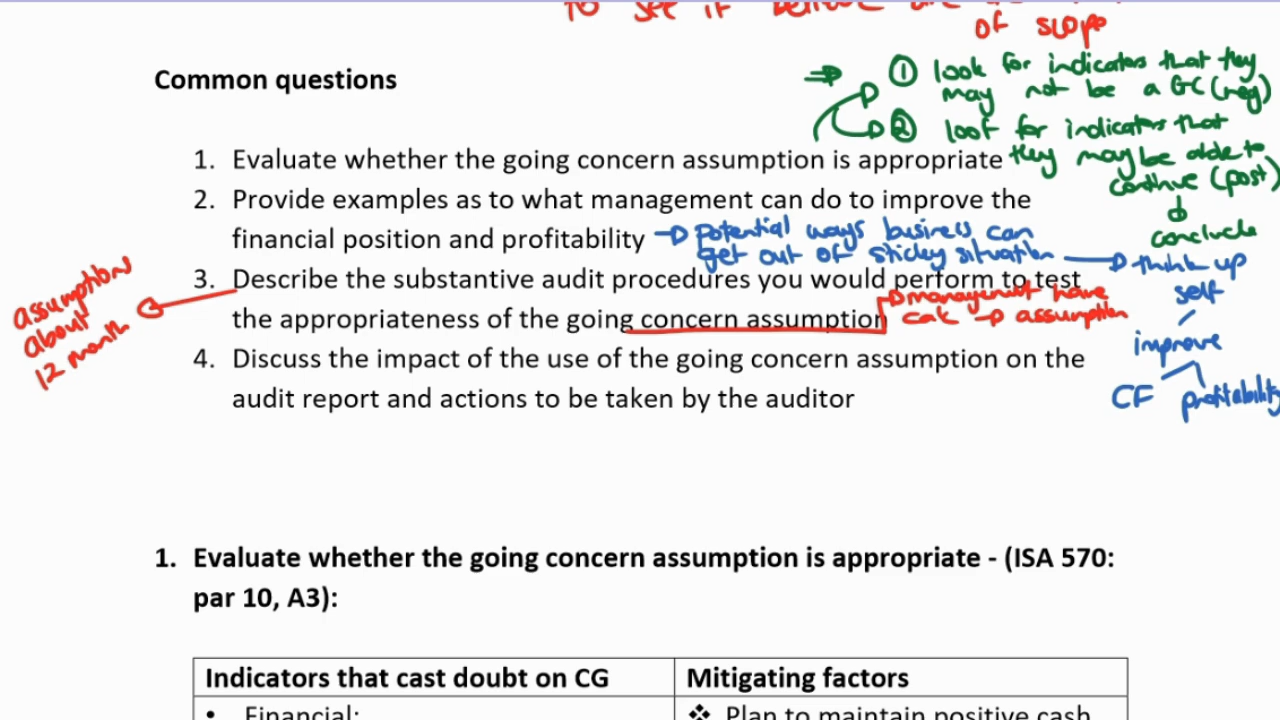 to see if
of scope
Common questions
① look for indicators that they
may not be a GC (neg)
② look for indicators that
they may be able to
continue (post)
conclude
1. Evaluate whether the going concern assumption is appropriate
2. Provide examples as to what management can do to improve the
financial position and profitability
potential ways business can
get out of sticky situation
think up
self
improve
CF profitability
3. Describe the substantive audit procedures you would perform to test
the appropriateness of the going concern assumption
management have
calc assumption
assumptions
about
12 month
4. Discuss the impact of the use of the going concern assumption on the
audit report and actions to be taken by the auditor
1. Evaluate whether the going concern assumption is appropriate - (ISA 570:
par 10, A3):
Indicators that cast doubt on CG
Mitigating factors
• Financial:
❖ Plan to maintain positive cash